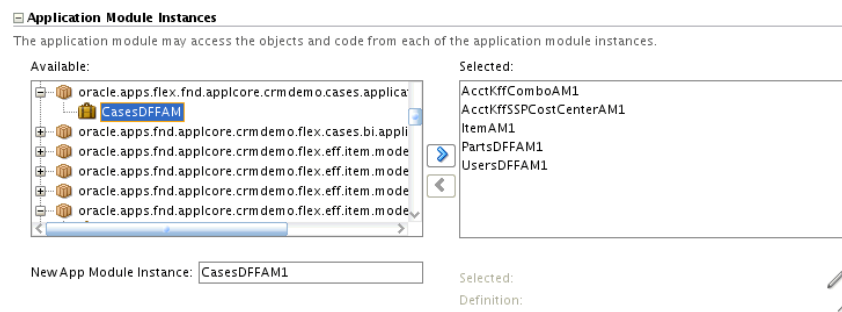 Application Module Instances
The application module may access the objects and code from each of the application module instances.
Available:
oracle.apps.flex.fnd.applcore.crmdemo.cases.applica
CasesDFFAM
oracle.apps.fnd.applcore.crmdemo.flex.cases.bi.appli
oracle.apps.fnd.applcore.crmdemo.flex.eff.item.mode
oracle.apps.fnd.applcore.crmdemo.flex.eff.item.mode
oracle.apps.fnd.applcore.crmdemo.flex.eff.item.mode
oracle.apps.fnd.applcore.crmdemo.flex.eff.item.mode
New App Module Instance: CasesDFFAM1
Selected:
AcctKffComboAM1
AcctKffSSPCostCenterAM1
ItemAM1
PartsDFFAM1
UsersDFFAM1
Selected:
Definition: